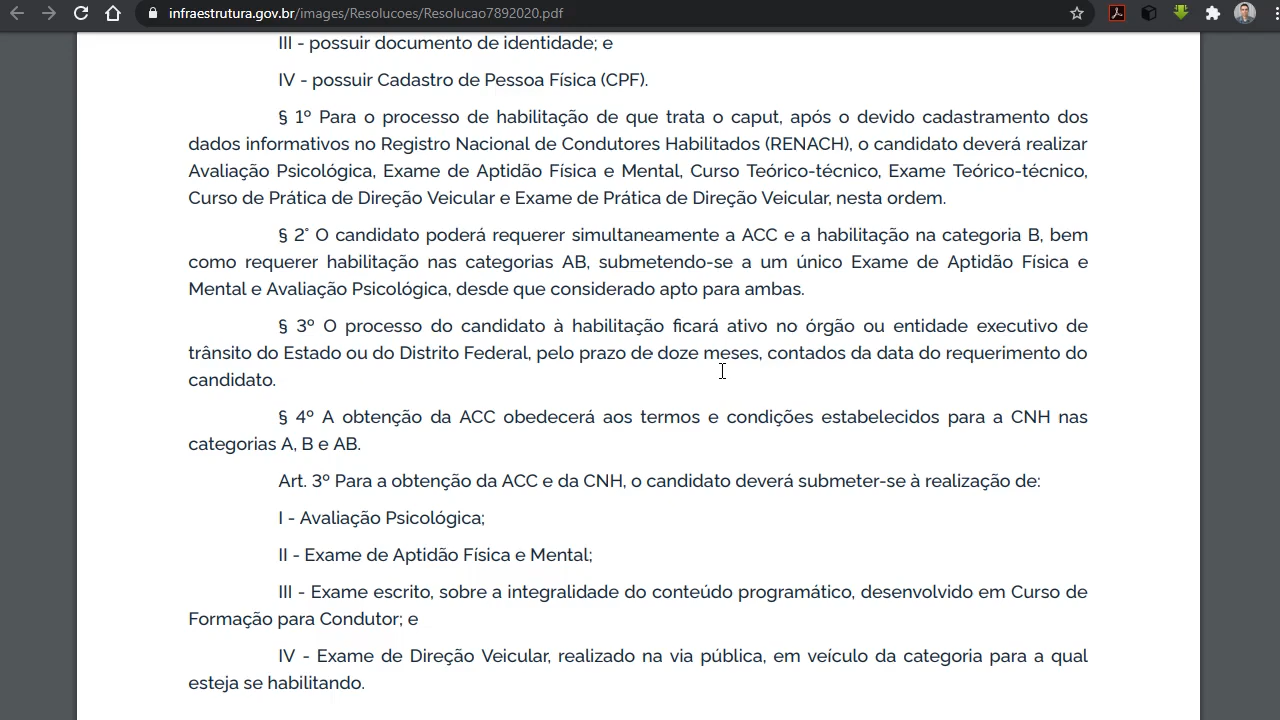 infraestrutura.gov.br/images/Resolucoes/Resolucao7892020.pdf
III - possuir documento de identidade; e
IV - possuir Cadastro de Pessoa Física (CPF).
§ 1º Para o processo de habilitação de que trata o caput, após o devido cadastramento dos
dados informativos no Registro Nacional de Condutores Habilitados (RENACH), o candidato deverá realizar
Avaliação Psicológica, Exame de Aptidão Física e Mental, Curso Teórico-técnico, Exame Teórico-técnico,
Curso de Prática de Direção Veicular e Exame de Prática de Direção Veicular, nesta ordem.
§ 2° O candidato poderá requerer simultaneamente a ACC e a habilitação na categoria B, bem
como requerer habilitação nas categorias AB, submetendo-se a um único Exame de Aptidão Física e
Mental e Avaliação Psicológica, desde que considerado apto para ambas.
§ 3º O processo do candidato à habilitação ficará ativo no órgão ou entidade executivo de
trânsito do Estado ou do Distrito Federal, pelo prazo de doze meses, contados da data do requerimento do
candidato.
§ 4º A obtenção da ACC obedecerá aos termos e condições estabelecidos para a CNH nas
categorias A, B e AB.
Art. 3º Para a obtenção da ACC e da CNH, o candidato deverá submeter-se à realização de:
I - Avaliação Psicológica;
II - Exame de Aptidão Física e Mental;
III - Exame escrito, sobre a integralidade do conteúdo programático, desenvolvido em Curso de
Formação para Condutor; e
IV - Exame de Direção Veicular, realizado na via pública, em veículo da categoria para a qual
esteja se habilitando.